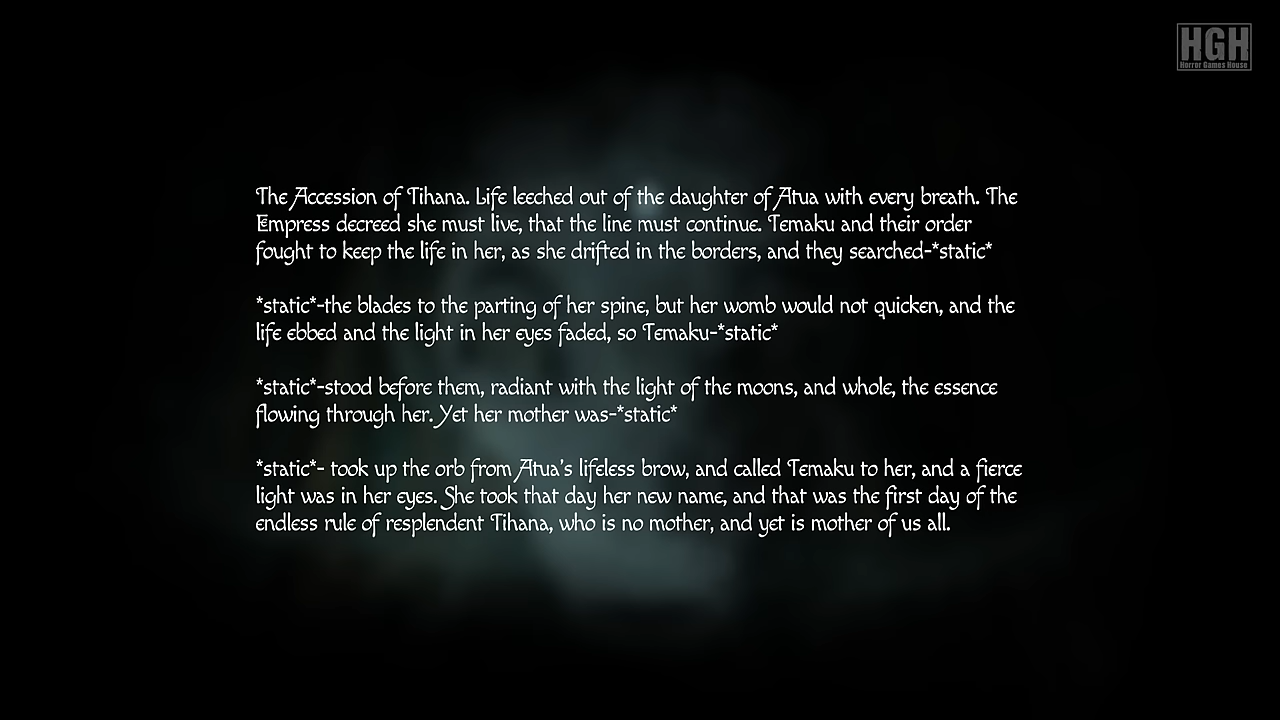 HGH
Horror Games House
The Accession of Tihana. Life leeched out of the daughter of Atua with every breath. The
Empress decreed she must live, that the line must continue. Temaku and their order
fought to keep the life in her, as she drifted in the borders, and they searched-*static*
*static*-the blades to the parting of her spine, but her womb would not quicken, and the
life ebbed and the light in her eyes faded, so Temaku-*static*
*static*-stood before them, radiant with the light of the moons, and whole, the essence
flowing through her. Yet her mother was-*static*
*static*- took up the orb from Atua's lifeless brow, and called Temaku to her, and a fierce
light was in her eyes. She took that day her new name, and that was the first day of the
endless rule of resplendent Tihana, who is no mother, and yet is mother of us all.